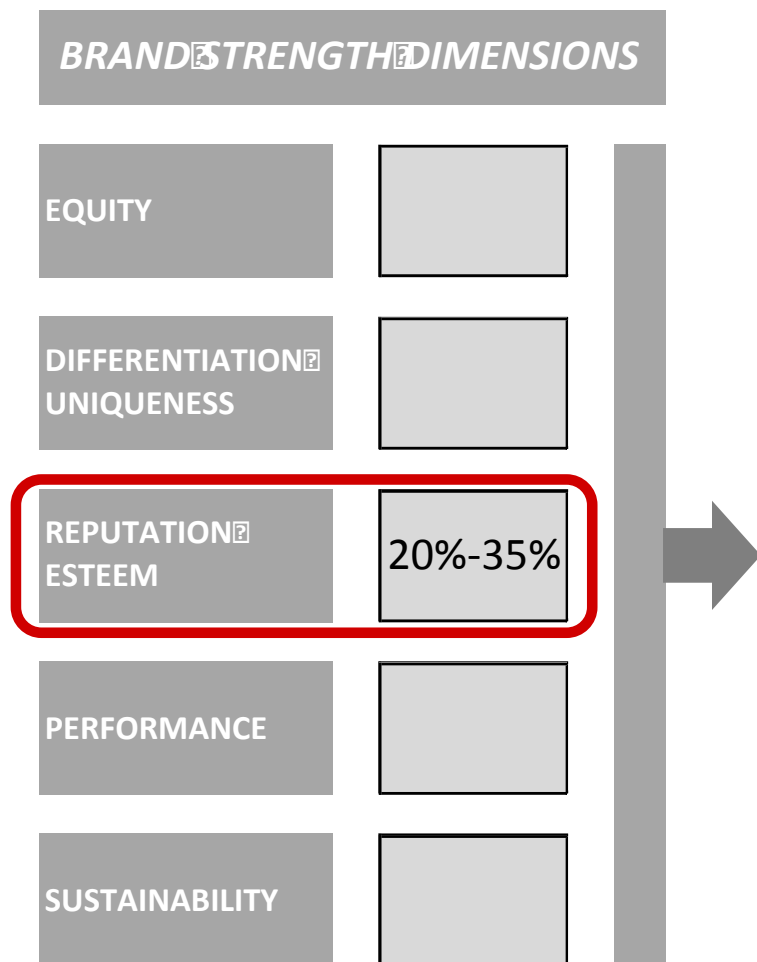 BRAND STRENGTH DIMENSIONS
EQUITY
DIFFERENTIATION
UNIQUENESS
REPUTATION
ESTEEM
20%-35%
PERFORMANCE
SUSTAINABILITY